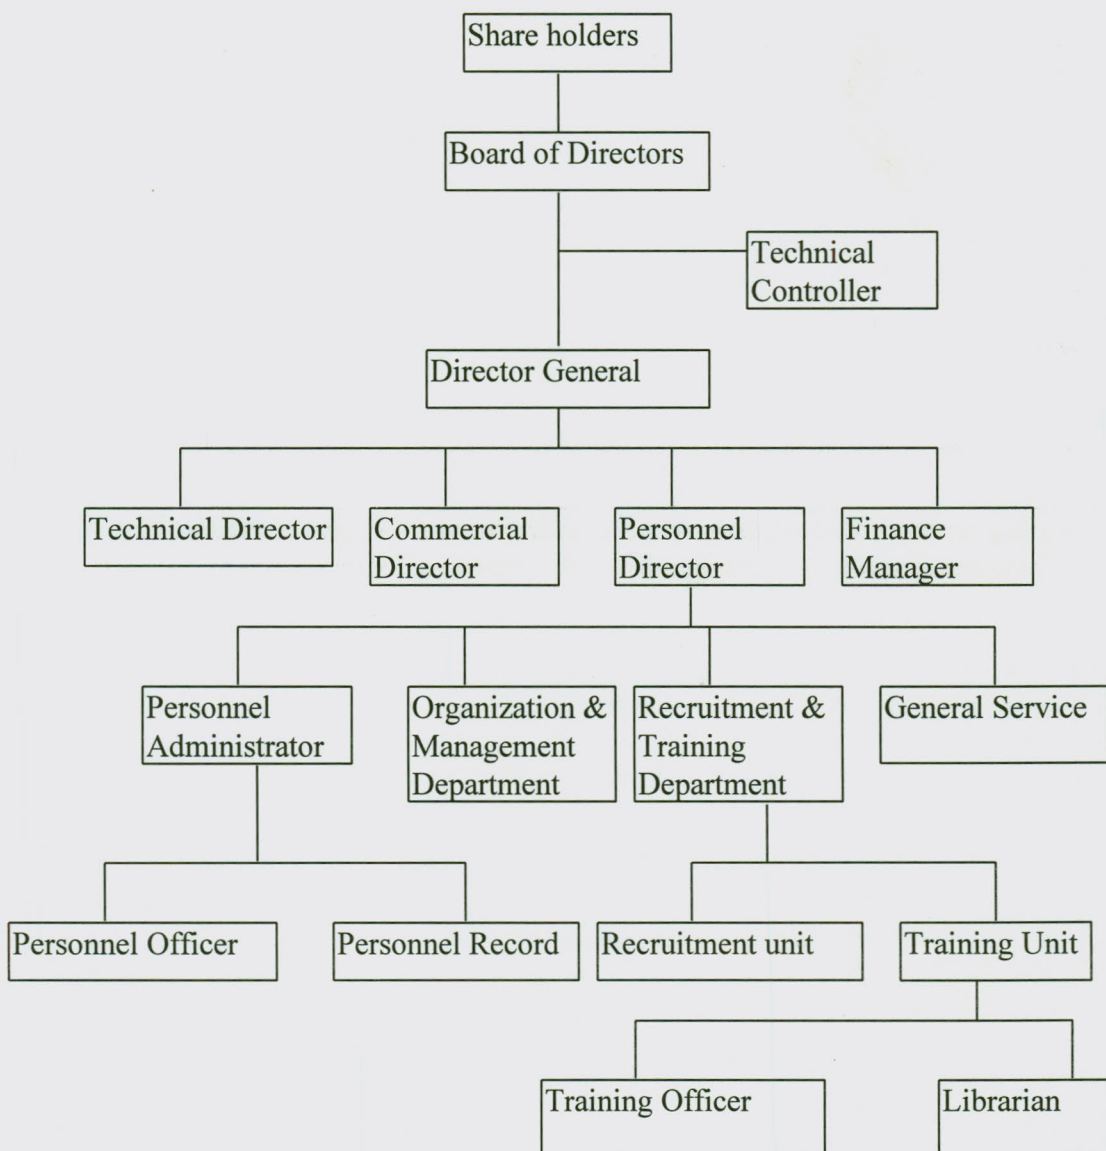 Share holders
Board of Directors
Technical
Controller
Director General
Technical Director
Commercial
Director
Personnel
Director
Finance
Manager
Personnel
Administrator
Organization &
Management
Department
Recruitment &
Training
Department
General Service
Personnel Officer
Personnel Record
Recruitment unit
Training Unit
Training Officer
Librarian